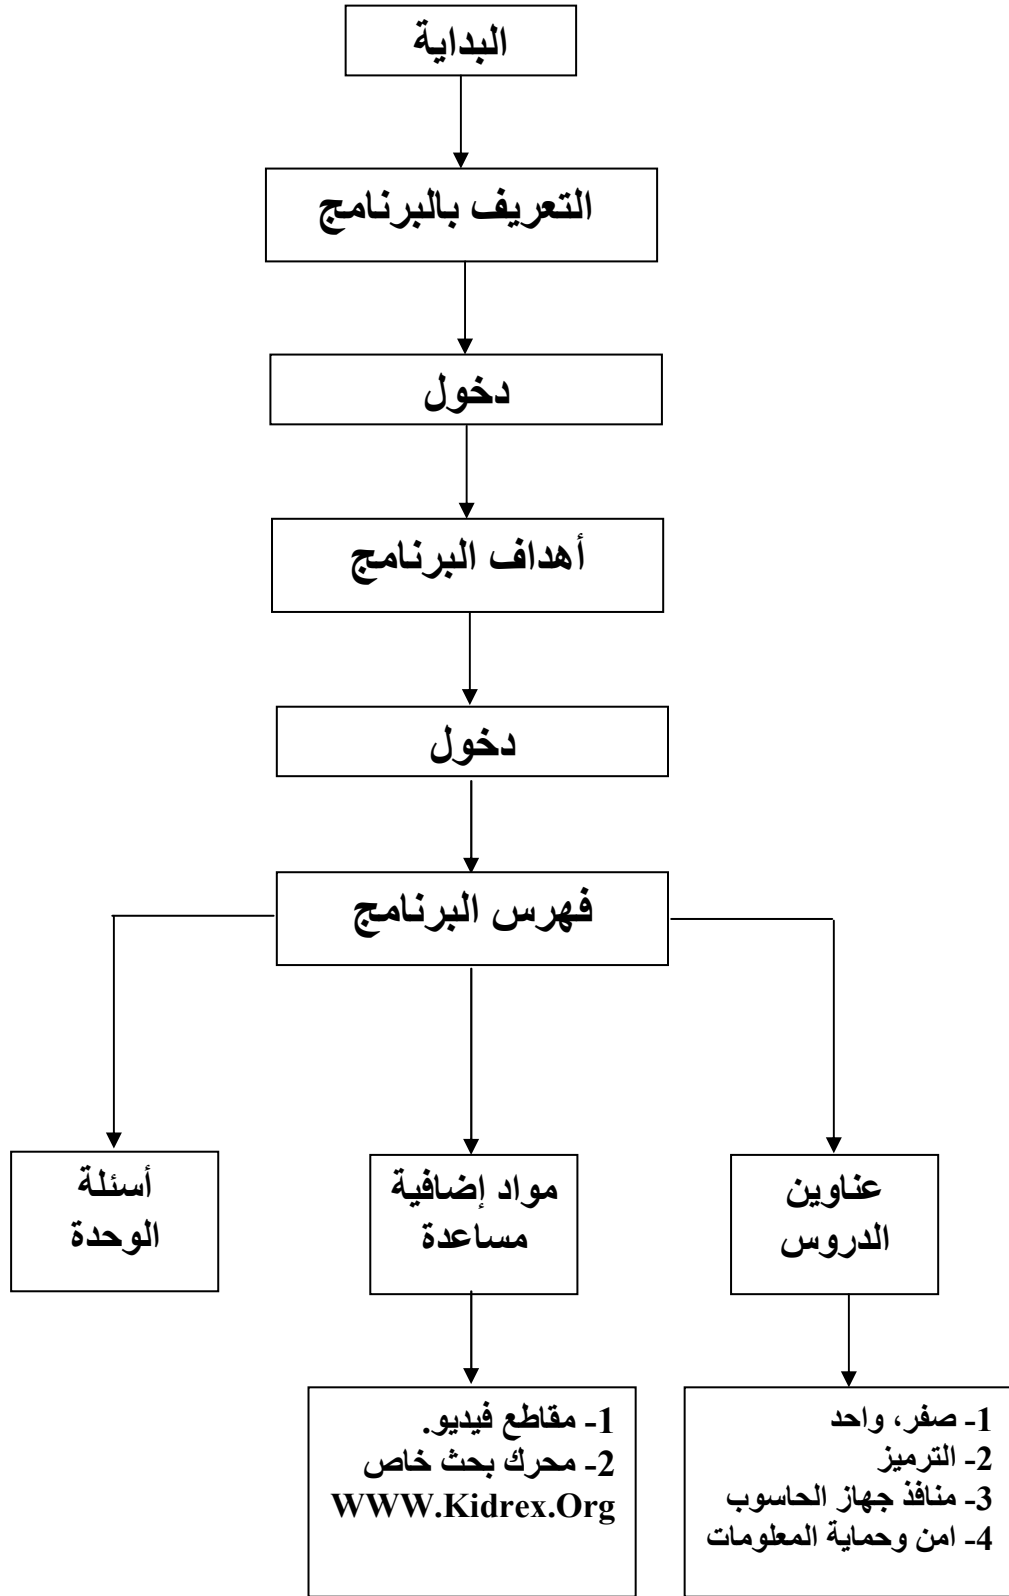 البداية
التعريف بالبرنامج
دخول
أهداف البرنامج
دخول
فهرس البرنامج
عناوين
الدروس
مواد إضافية
مساعدة
أسئلة
الوحدة
1- صفر، واحد
2- الترميز
3- منافذ جهاز الحاسوب
4- امن وحماية المعلومات
1- مقاطع فيديو.
2- محرك بحث خاص
WWW.Kidrex.Org